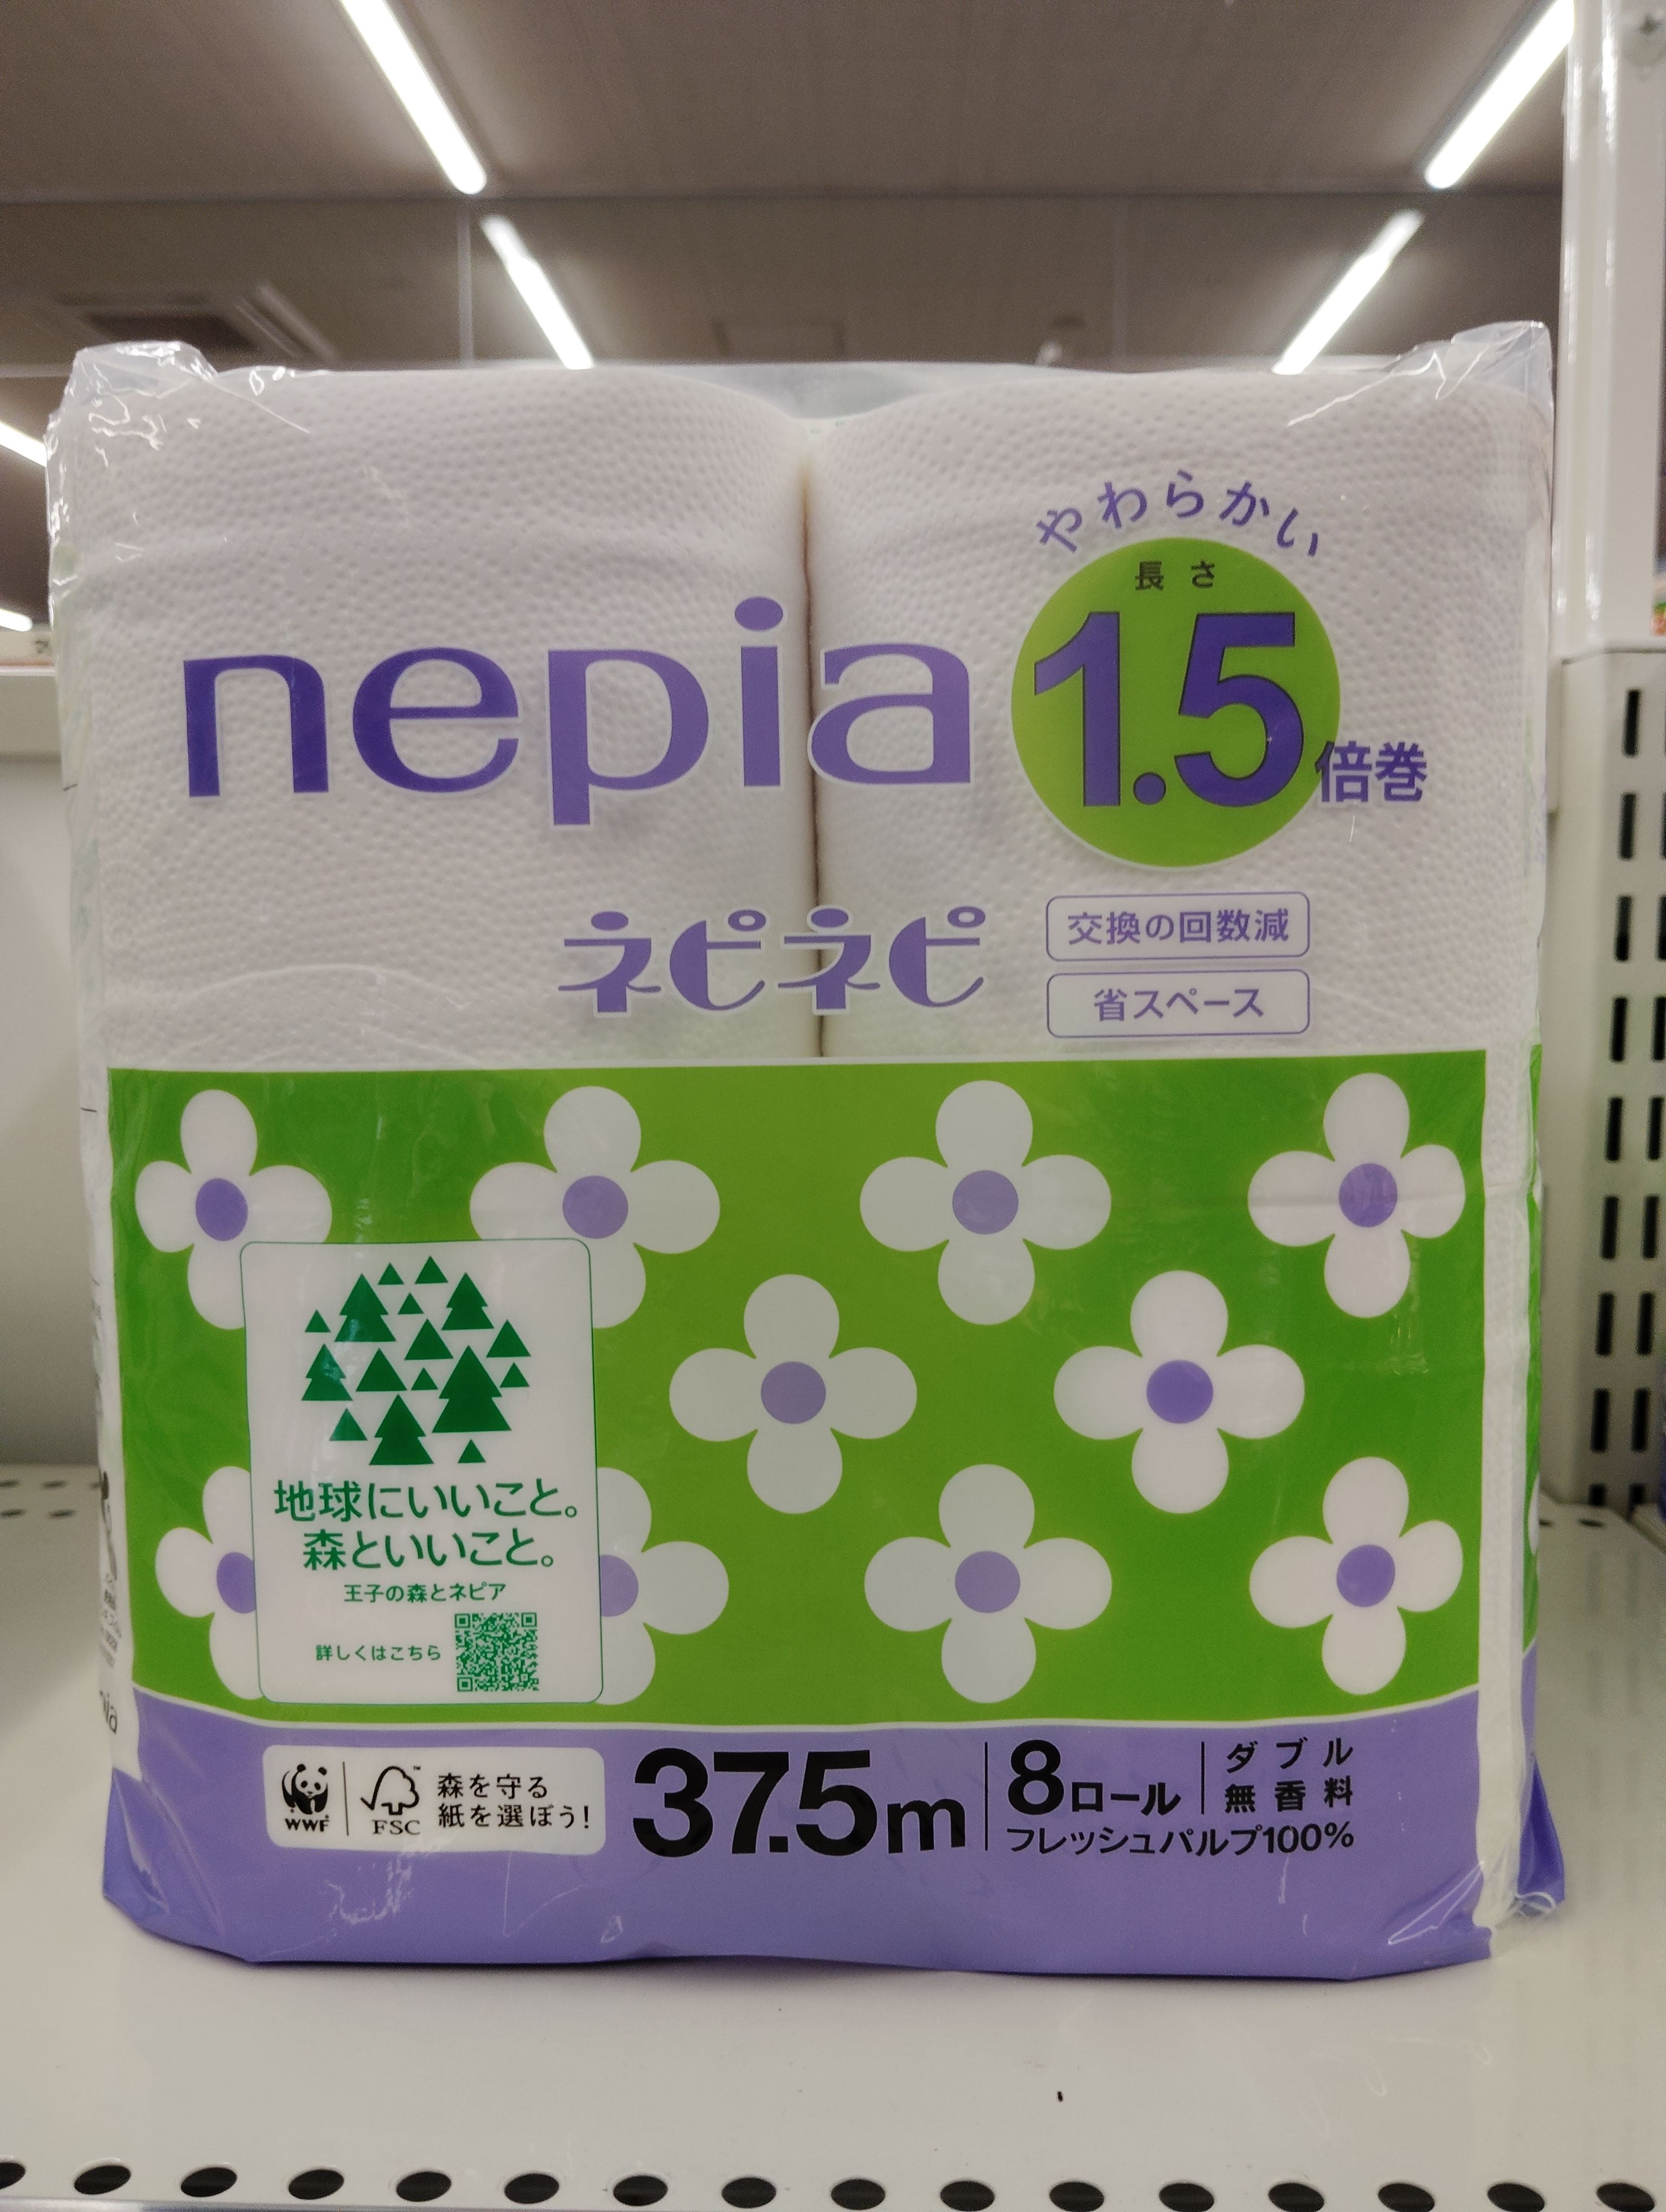 やわらかい
長さ
nepia 1.5倍巻
ネピネピ
交換の回数減
省スペース
地球にいいこと。
森といいこと。
王子の森とネピア
詳しくはこちら
WWF
FSC™
森を守る
紙を選ぼう!
37.5m
8ロール
ダブル
無香料
フレッシュパルプ100%